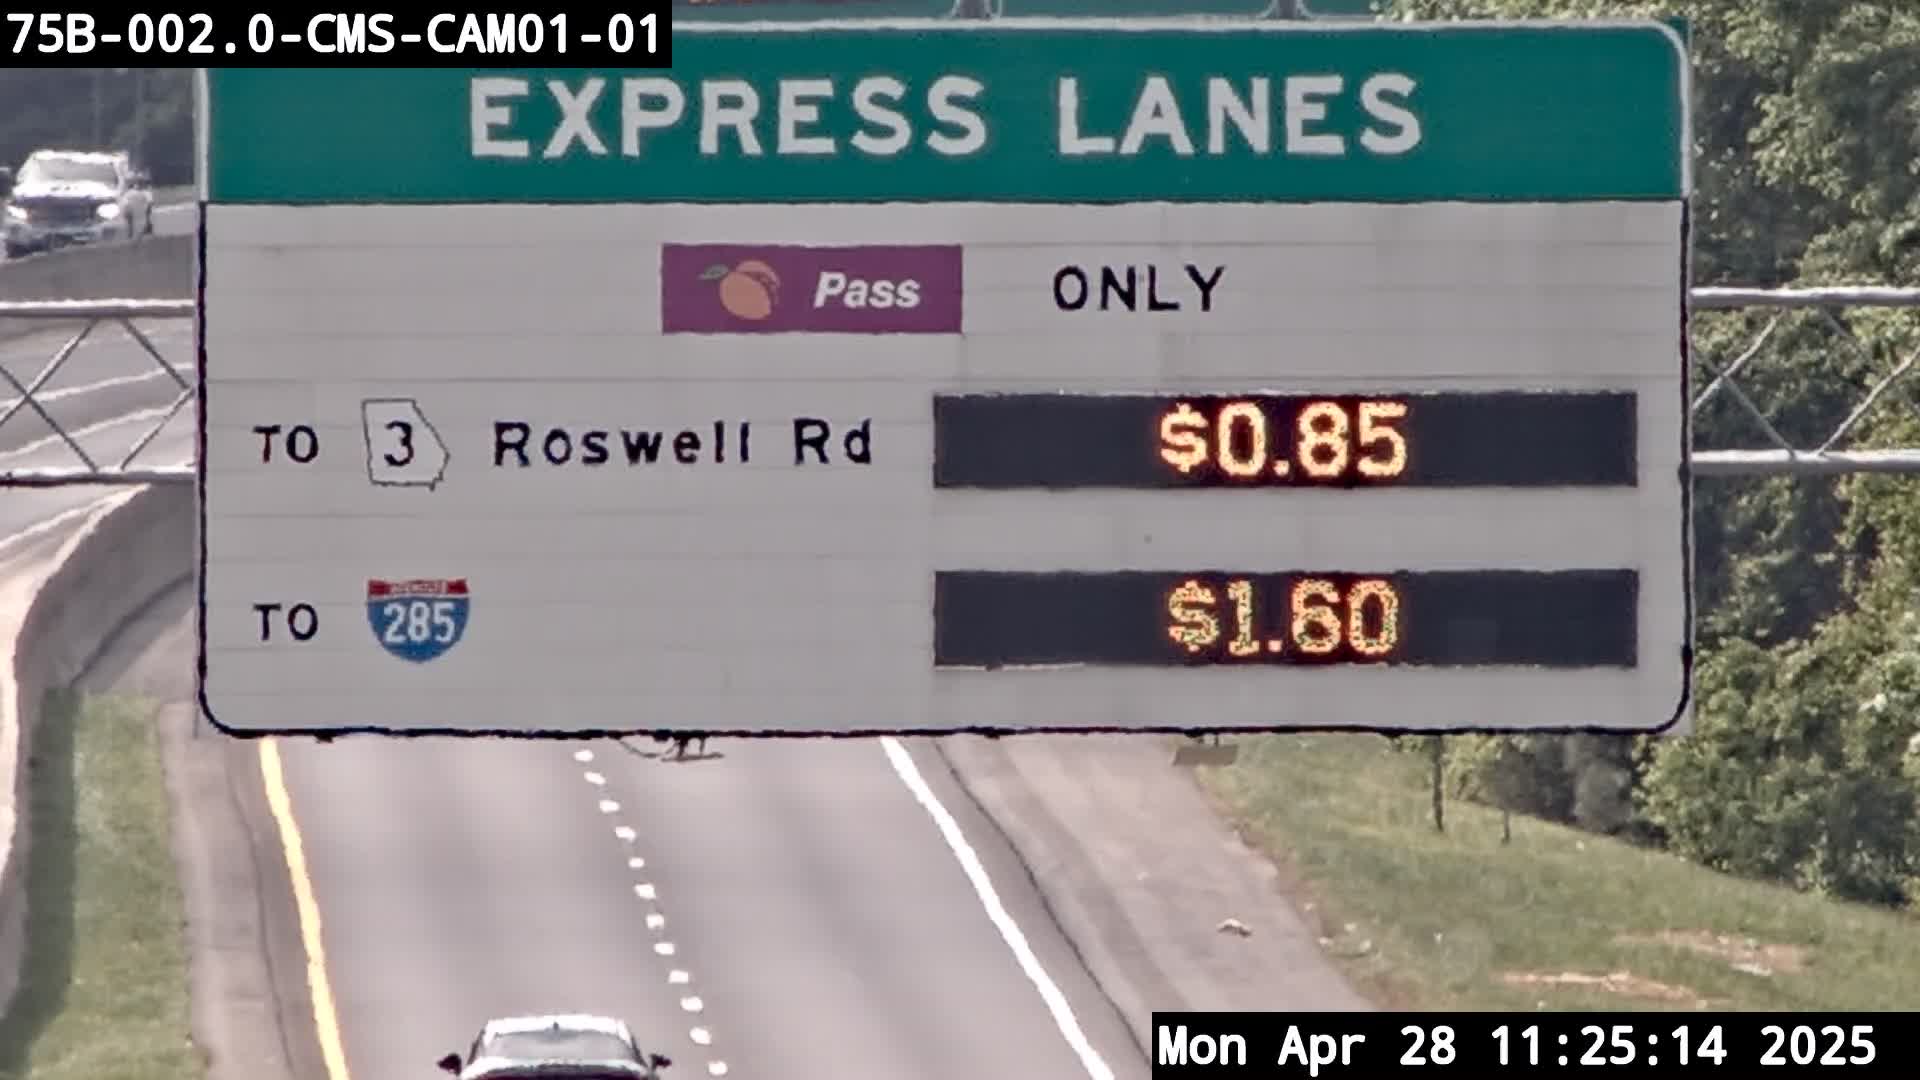 75B-002.0-CMS-CAM01-01
EXPRESS LANES
Pass ONLY
TO 3 Roswell Rd $0.85
TO 285 $1.60
Mon Apr 28 11:25:14 2025